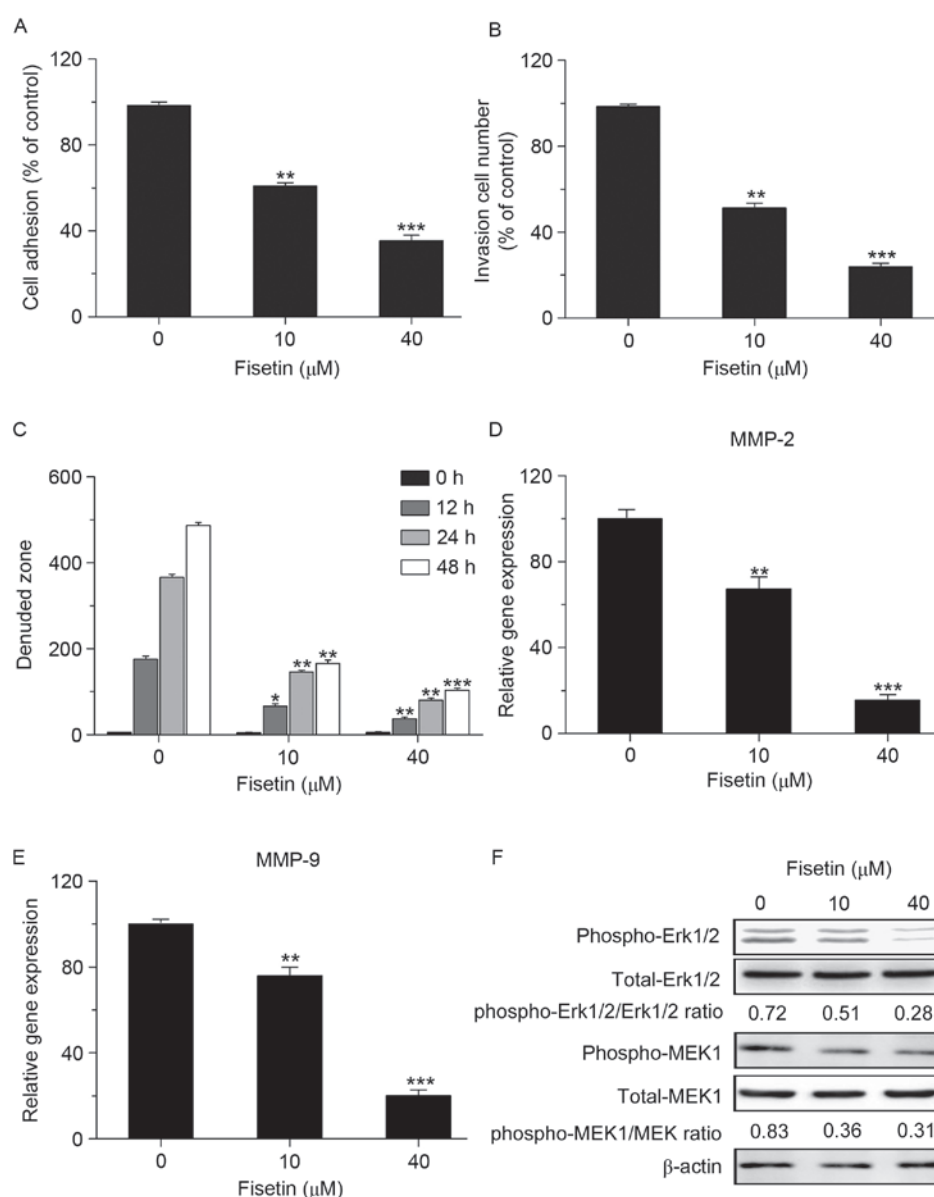 A
Cell adhesion (% of control)
120
80
40
0
**
***
0 10 40
Fisetin (μM)
B
Invasion cell number
(% of control)
120
80
40
0
**
***
0 10 40
Fisetin (μM)
C
Denuded zone
600
400
200
0
0 h
12 h
24 h
48 h
* ** **
** ** ***
0 10 40
Fisetin (μM)
D
MMP-2
Relative gene expression
120
80
40
0
**
***
0 10 40
Fisetin (μM)
E
MMP-9
Relative gene expression
120
80
40
0
**
***
0 10 40
Fisetin (μM)
F
Fisetin (μM)
0 10 40
Phospho-Erk1/2
Total-Erk1/2
phospho-Erk1/2/Erk1/2 ratio 0.72 0.51 0.28
Phospho-MEK1
Total-MEK1
phospho-MEK1/MEK ratio 0.83 0.36 0.31
β-actin